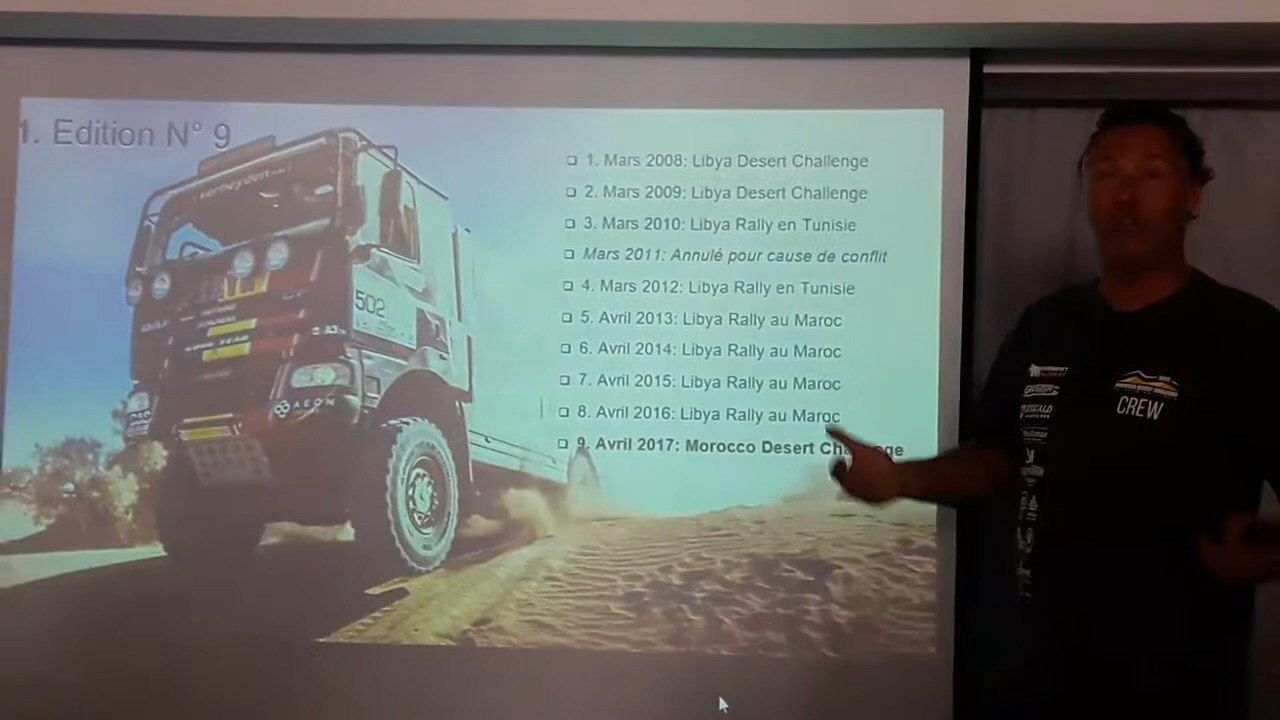 1. Edition N° 9
1. Mars 2008: Libya Desert Challenge
2. Mars 2009: Libya Desert Challenge
3. Mars 2010: Libya Rally en Tunisie
Mars 2011: Annulé pour cause de conflit
4. Mars 2012: Libya Rally en Tunisie
5. Avril 2013: Libya Rally au Maroc
6. Avril 2014: Libya Rally au Maroc
7. Avril 2015: Libya Rally au Maroc
8. Avril 2016: Libya Rally au Maroc
9. Avril 2017: Morocco Desert Ch ge
verheyden
502
AEON
CREW